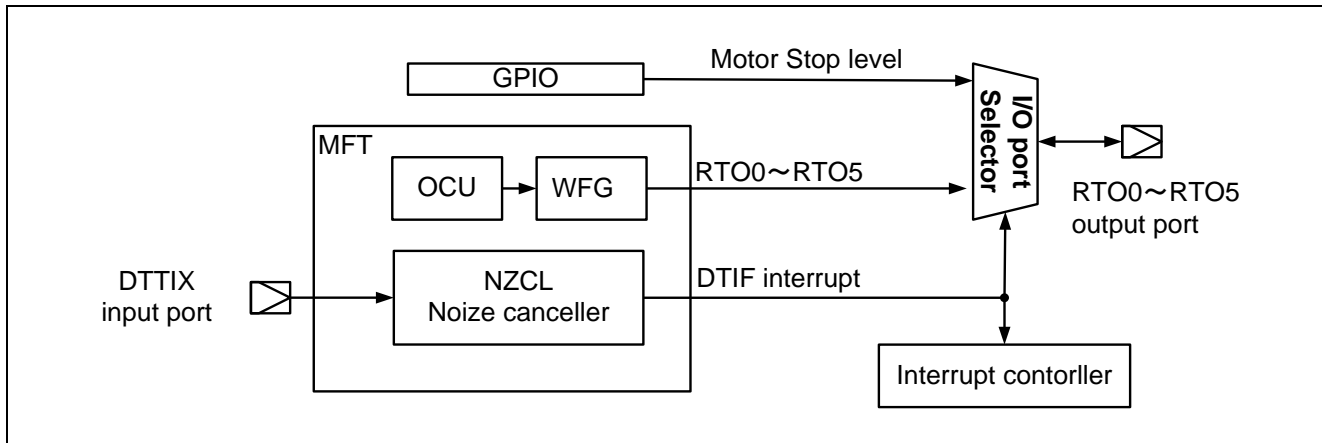 GPIO
Motor Stop level
I/O port
Selector
MFT
OCU
WFG
RTO0~RTO5
RTO0~RTO5
output port
DTTIX
input port
NZCL
Noize canceller
DTIF interrupt
Interrupt contorller